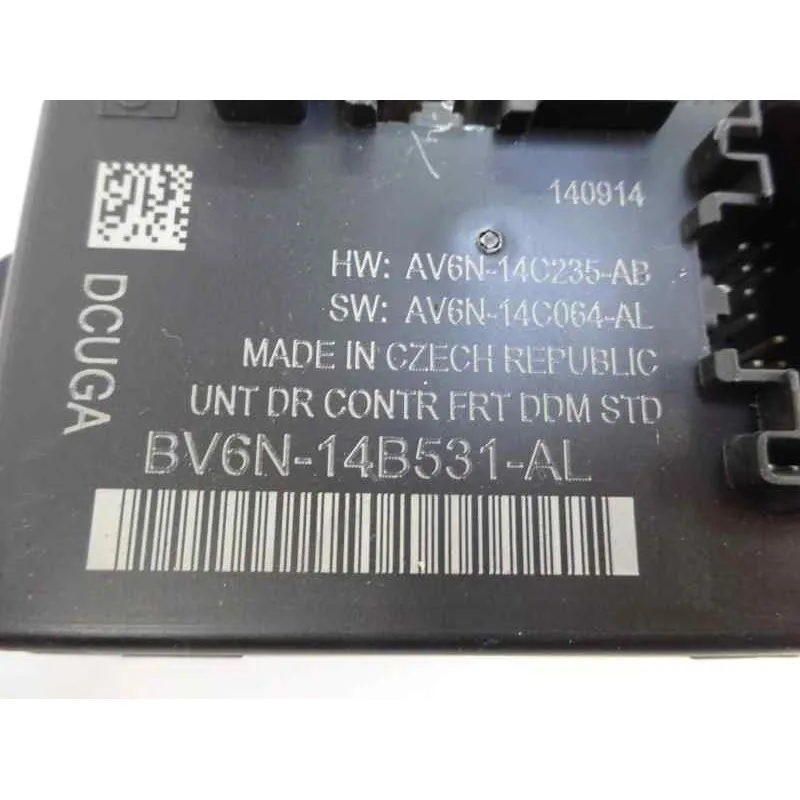 140914
HW: AV6N-14C235-AB
SW: AV6N-14C064-AL
MADE IN CZECH REPUBLIC
UNT DR CONTR FRT DDM STD
BV6N-14B531-AL
DCUGA